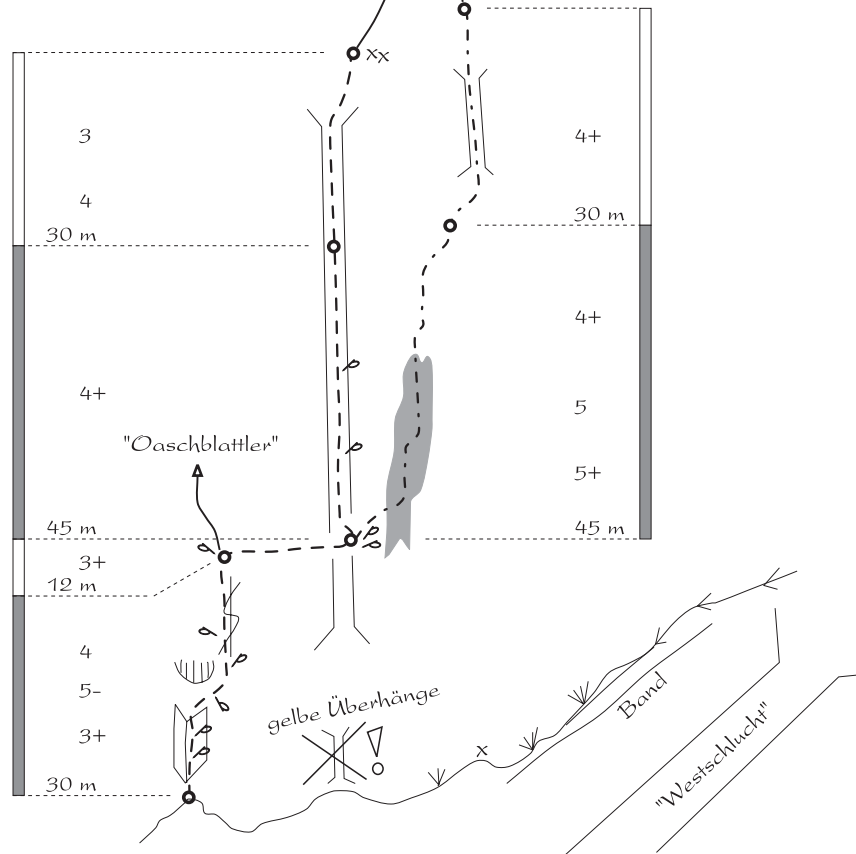 xx
3
4+
4
30 m
30 m
4+
4+
5
"Oaschblattler"
5+
45 m
45 m
3+
12 m
4
5-
gelbe Überhänge
Band
3+
!
x
"Westschlucht"
30 m